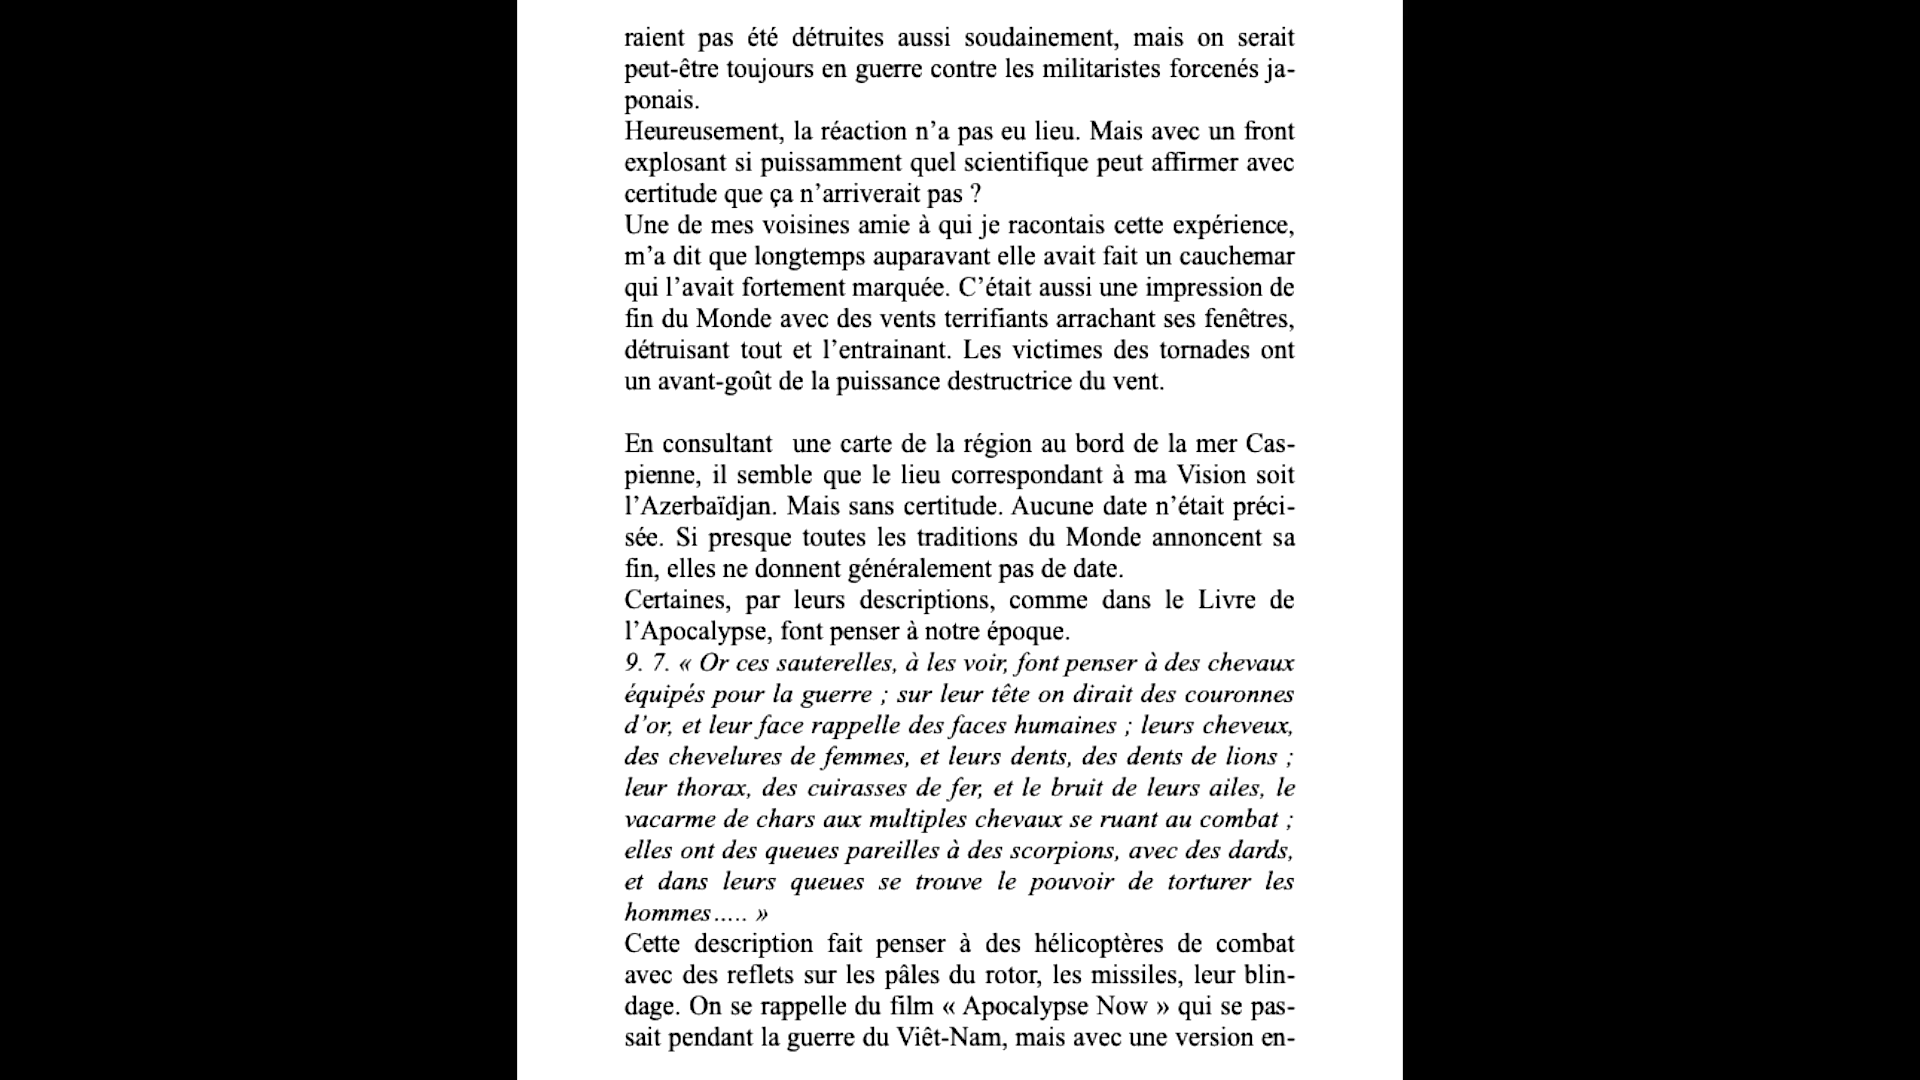 raient pas été détruites aussi soudainement, mais on serait
peut-être toujours en guerre contre les militaristes forcenés ja-
ponais.
Heureusement, la réaction n’a pas eu lieu. Mais avec un front
explosant si puissamment quel scientifique peut affirmer avec
certitude que ça n’arriverait pas ?
Une de mes voisines amie à qui je racontais cette expérience,
m’a dit que longtemps auparavant elle avait fait un cauchemar
qui l’avait fortement marquée. C’était aussi une impression de
fin du Monde avec des vents terrifiants arrachant ses fenêtres,
détruisant tout et l’entrainant. Les victimes des tornades ont
un avant-goût de la puissance destructrice du vent.

En consultant  une carte de la région au bord de la mer Cas-
pienne, il semble que le lieu correspondant à ma Vision soit
l’Azerbaïdjan. Mais sans certitude. Aucune date n’était préci-
sée. Si presque toutes les traditions du Monde annoncent sa
fin, elles ne donnent généralement pas de date.
Certaines, par leurs descriptions, comme dans le Livre de
l’Apocalypse, font penser à notre époque.
9. 7. « Or ces sauterelles, à les voir, font penser à des chevaux
équipés pour la guerre ; sur leur tête on dirait des couronnes
d’or, et leur face rappelle des faces humaines ; leurs cheveux,
des chevelures de femmes, et leurs dents, des dents de lions ;
leur thorax, des cuirasses de fer, et le bruit de leurs ailes, le
vacarme de chars aux multiples chevaux se ruant au combat ;
elles ont des queues pareilles à des scorpions, avec des dards,
et dans leurs queues se trouve le pouvoir de torturer les
hommes….. »
Cette description fait penser à des hélicoptères de combat
avec des reflets sur les pâles du rotor, les missiles, leur blin-
dage. On se rappelle du film « Apocalypse Now » qui se pas-
sait pendant la guerre du Viêt-Nam, mais avec une version en-